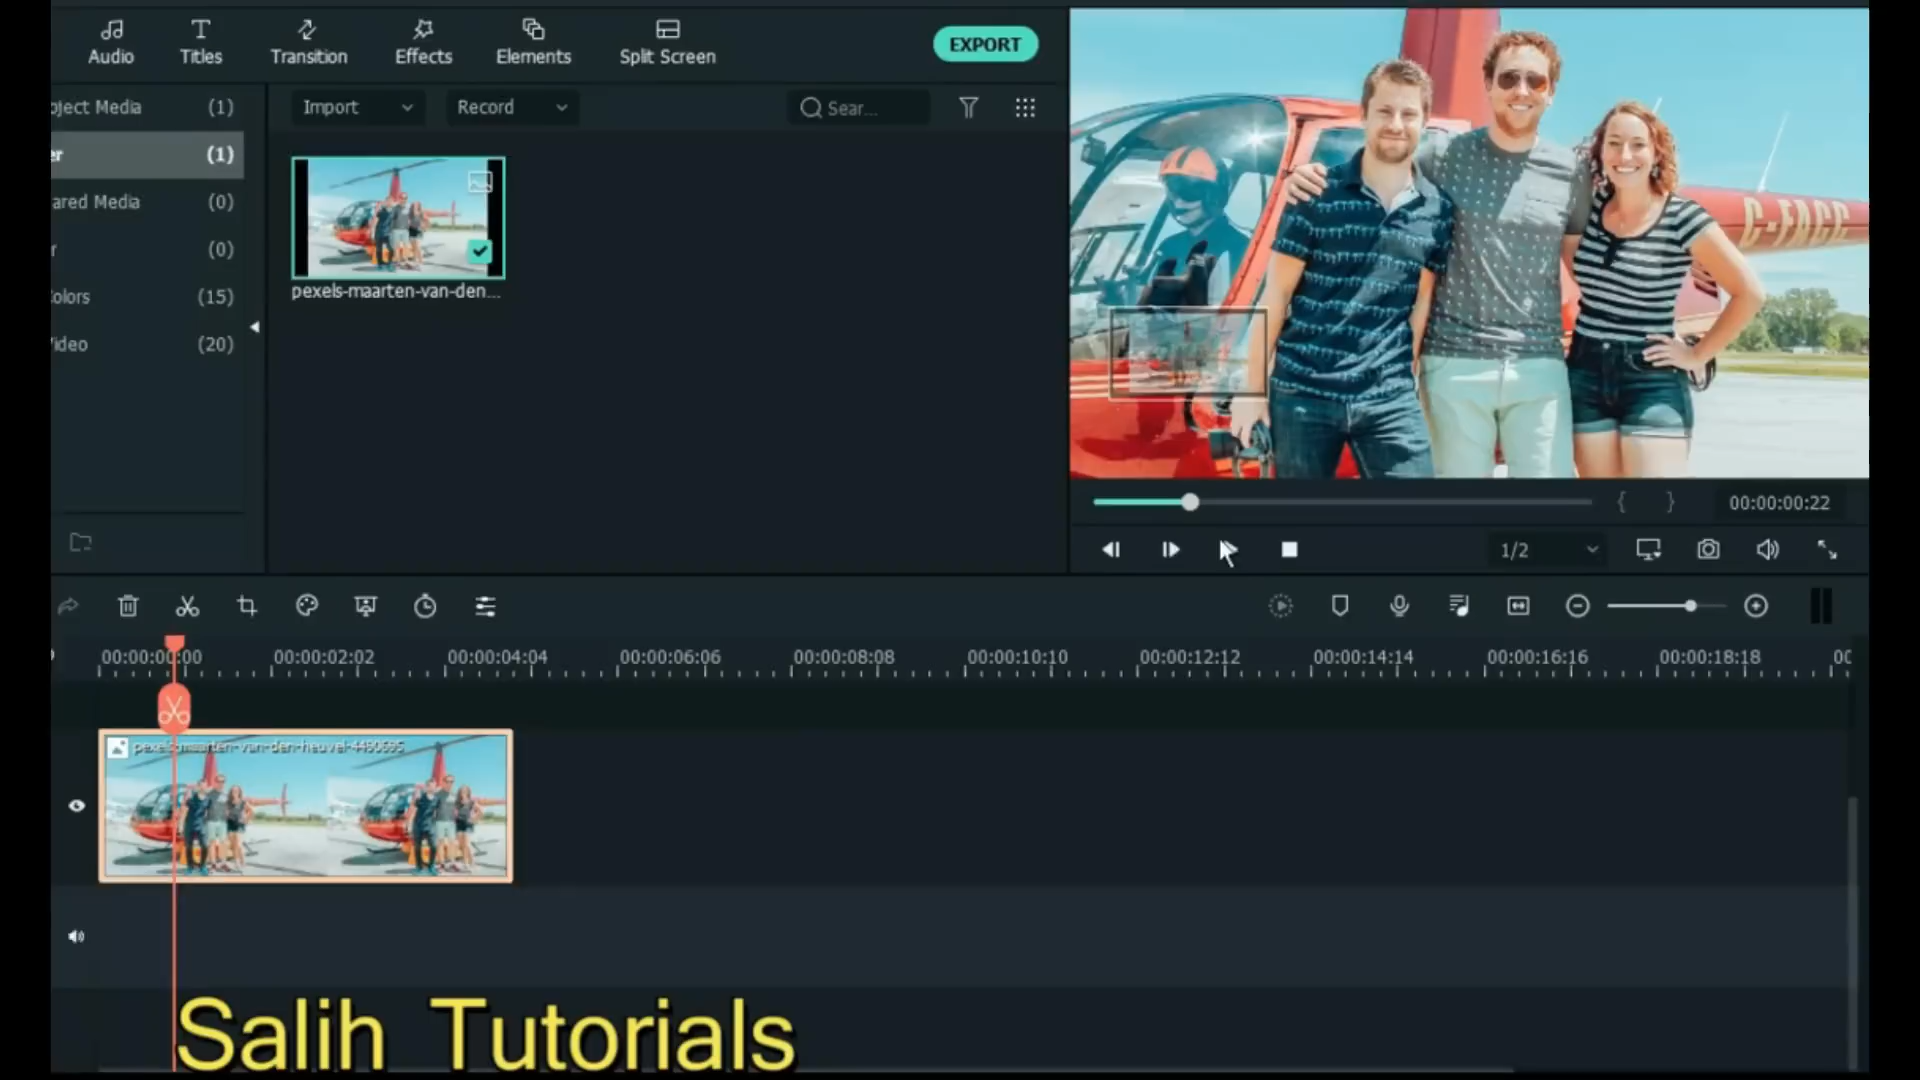 Audio
Titles
Transition
Effects
Elements
Split Screen
EXPORT
oject Media (1)
er (1)
ared Media (0)
r (0)
olors (15)
Video (20)
Import
Record
Sear...
pexels-maarten-van-den...
C-FAGG
00:00:00:22
1/2
00:00:00:00 00:00:02:02 00:00:04:04 00:00:06:06 00:00:08:08 00:00:10:10 00:00:12:12 00:00:14:14 00:00:16:16 00:00:18:18 00
pexels-maarten-van-den-heuvel-4480695
Salih Tutorials